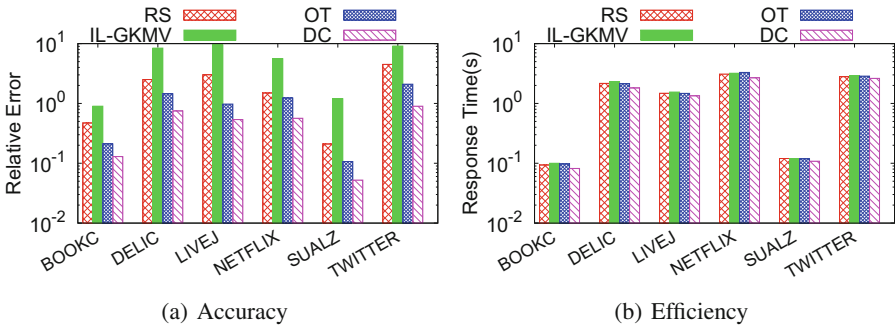 RS
OT
IL-GKMV
DC
Relative Error
10^1
10^0
10^-1
10^-2
BOOKC
DELIC
LIVEJ
NETFLIX
SUALZ
TWITTER
(a) Accuracy
RS
OT
IL-GKMV
DC
Response Time(s)
10^1
10^0
10^-1
10^-2
BOOKC
DELIC
LIVEJ
NETFLIX
SUALZ
TWITTER
(b) Efficiency